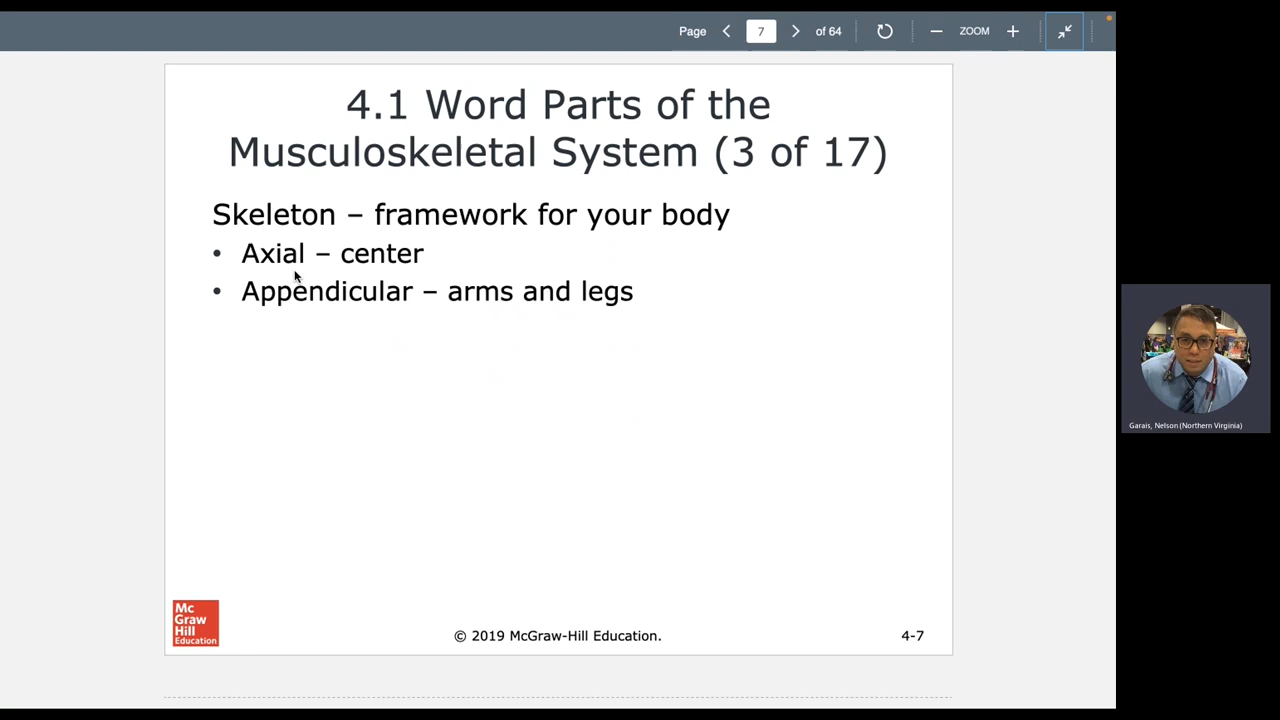 Page 7 of 64 ZOOM
4.1 Word Parts of the
Musculoskeletal System (3 of 17)
Skeleton – framework for your body
• Axial – center
• Appendicular – arms and legs
Garais, Nelson (Northern Virginia)
Mc
Graw
Hill
Education
© 2019 McGraw-Hill Education.
4-7